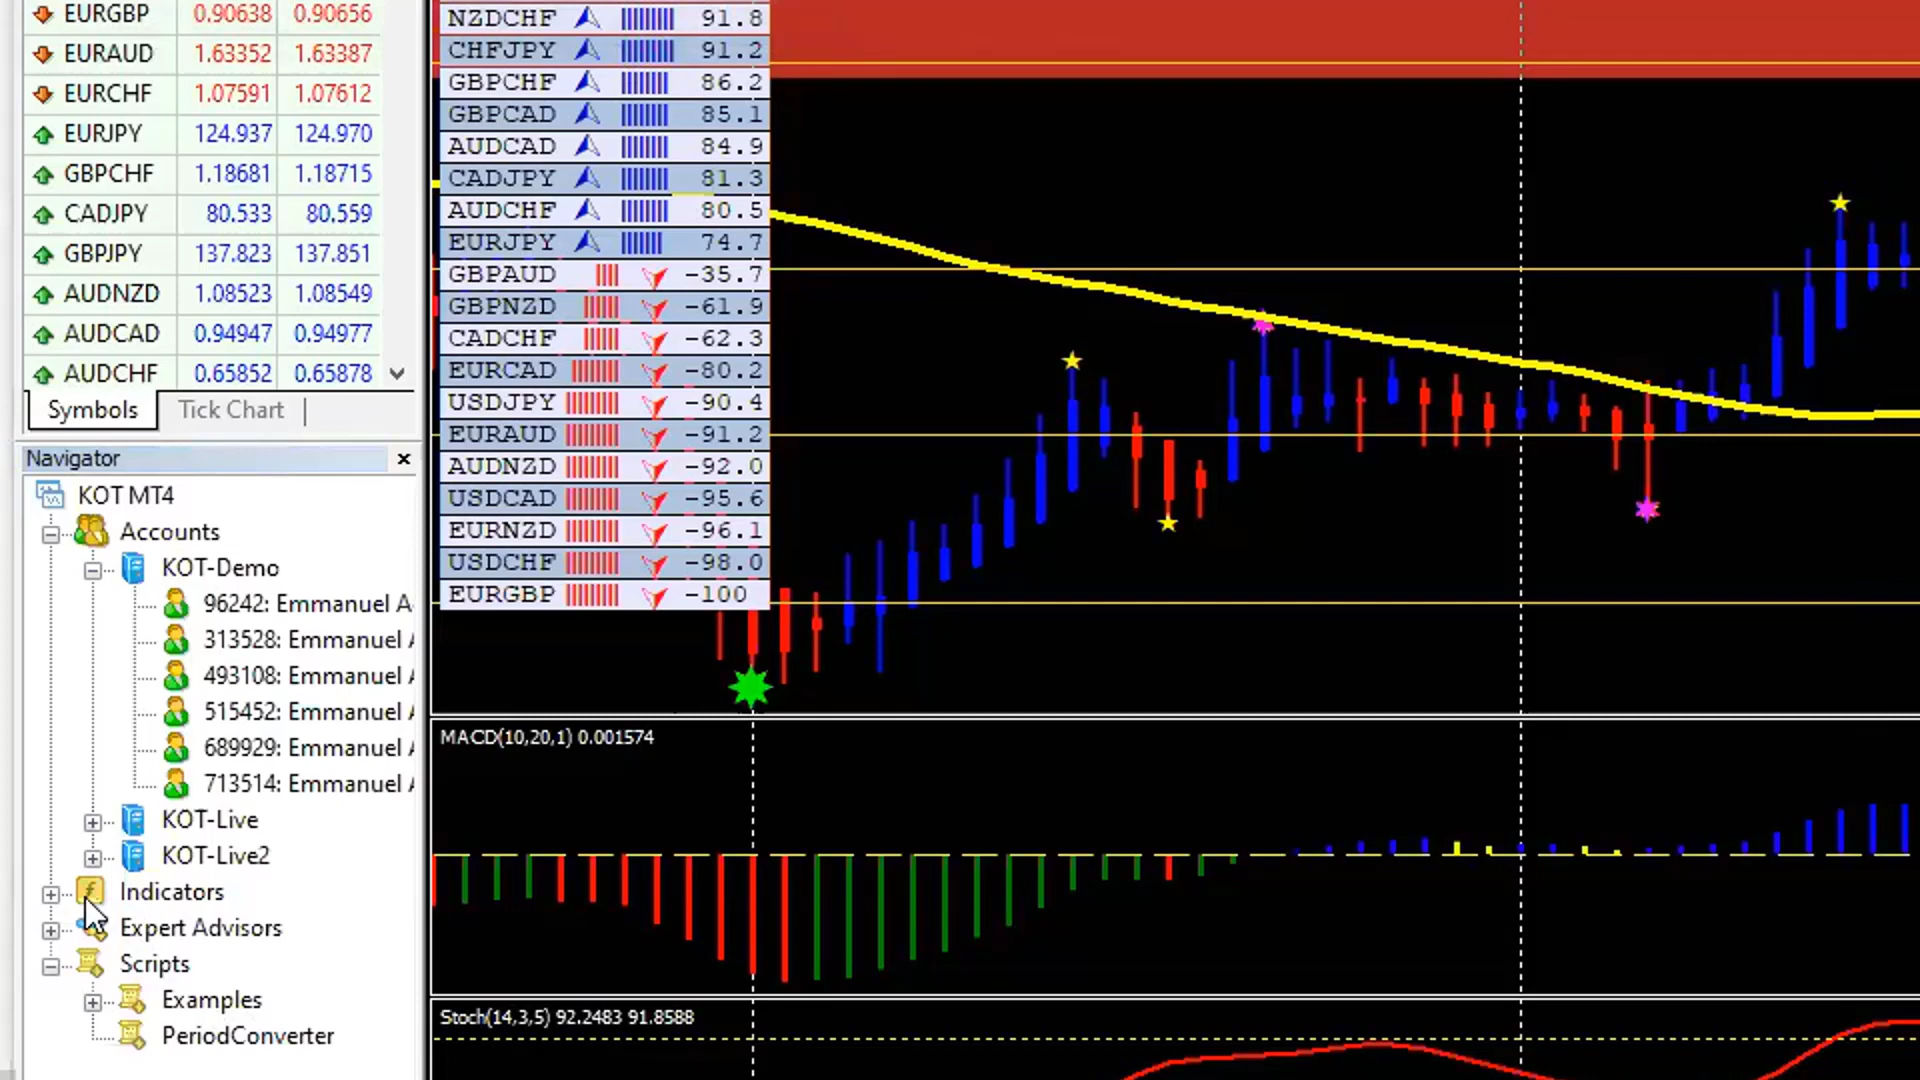 EURGBP 0.90638 0.90656
EURAUD 1.63352 1.63387
EURCHF 1.07591 1.07612
EURJPY 124.937 124.970
GBPCHF 1.18681 1.18715
CADJPY 80.533 80.559
GBPJPY 137.823 137.851
AUDNZD 1.08523 1.08549
AUDCAD 0.94947 0.94977
AUDCHF 0.65852 0.65878
Symbols Tick Chart
Navigator
KOT MT4
Accounts
KOT-Demo
96242: Emmanuel A
313528: Emmanuel A
493108: Emmanuel A
515452: Emmanuel A
689929: Emmanuel A
713514: Emmanuel A
KOT-Live
KOT-Live2
Indicators
Expert Advisors
Scripts
Examples
PeriodConverter
NZDCHF 91.8
CHFJPY 91.2
GBPCHF 86.2
GBPCAD 85.1
AUDCAD 84.9
CADJPY 81.3
AUDCHF 80.5
EURJPY 74.7
GBPAUD -35.7
GBPNZD -61.9
CADCHF -62.3
EURCAD -80.2
USDJPY -90.4
EURAUD -91.2
AUDNZD -92.0
USDCAD -95.6
EURNZD -96.1
USDCHF -98.0
EURGBP -100
MACD(10,20,1) 0.001574
Stoch(14,3,5) 92.2483 91.8588